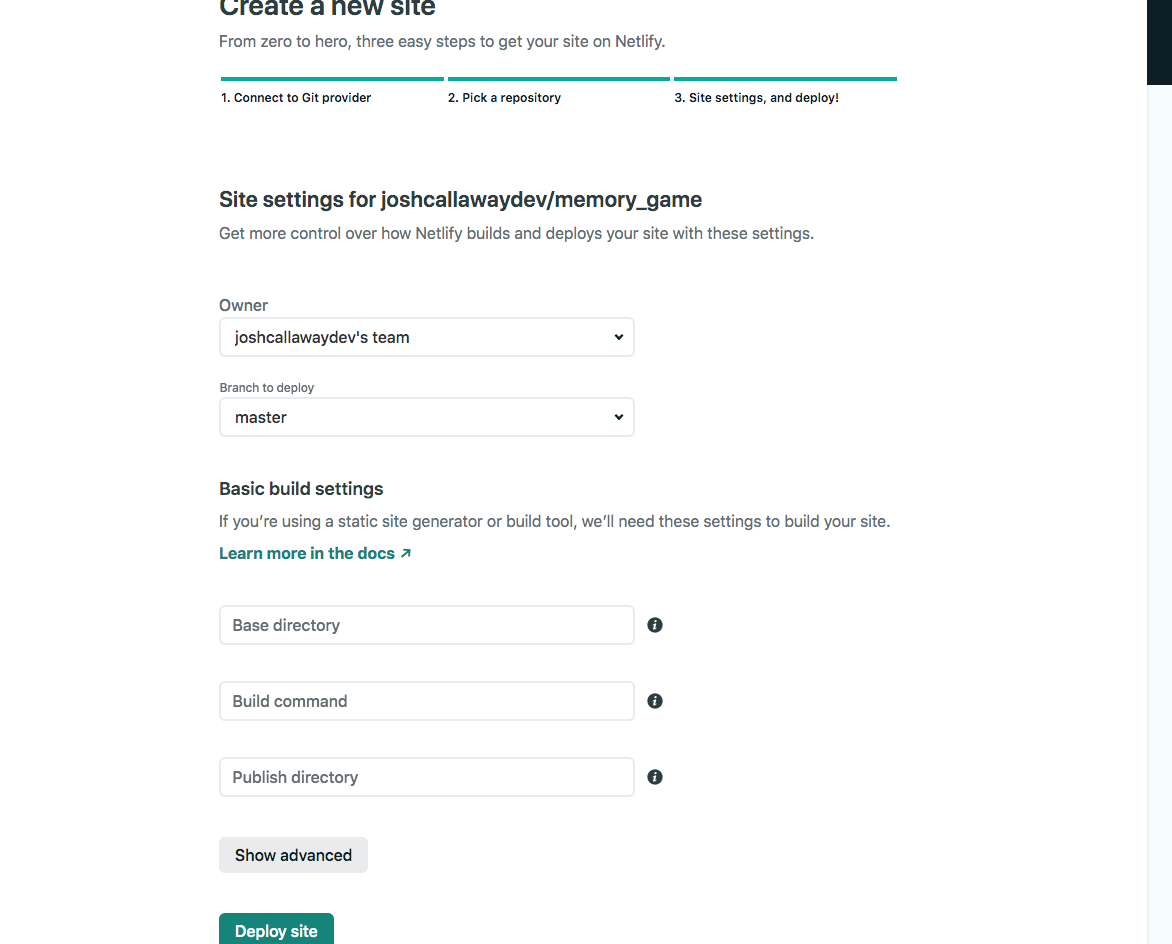 Create a new site
From zero to hero, three easy steps to get your site on Netlify.
1. Connect to Git provider
2. Pick a repository
3. Site settings, and deploy!
Site settings for joshcallawaydev/memory_game
Get more control over how Netlify builds and deploys your site with these settings.
Owner
joshcallawaydev's team
Branch to deploy
master
Basic build settings
If you’re using a static site generator or build tool, we’ll need these settings to build your site.
Learn more in the docs ↗
Base directory
Build command
Publish directory
Show advanced
Deploy site